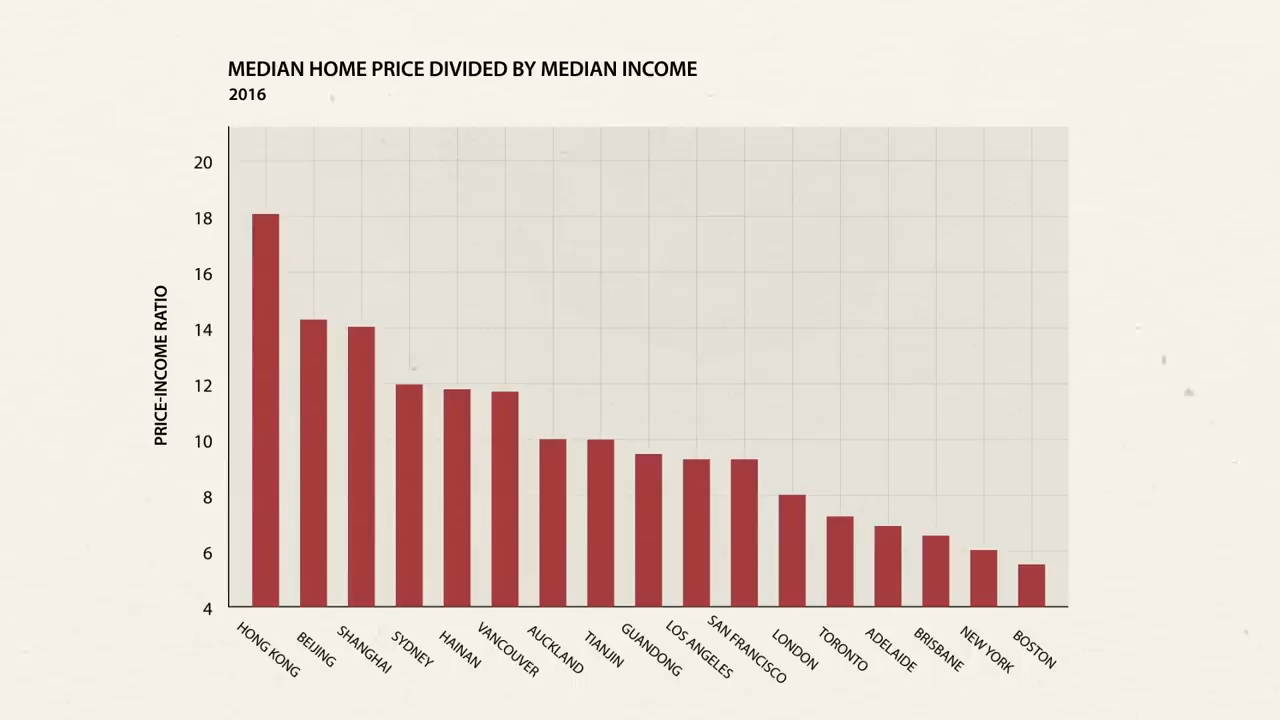 MEDIAN HOME PRICE DIVIDED BY MEDIAN INCOME
2016
PRICE-INCOME RATIO
20
18
16
14
12
10
8
6
4
HONG KONG
BEIJING
SHANGHAI
SYDNEY
HAINAN
VANCOUVER
AUCKLAND
TIANJIN
GUANDONG
LOS ANGELES
SAN FRANCISCO
LONDON
TORONTO
ADELAIDE
BRISBANE
NEW YORK
BOSTON